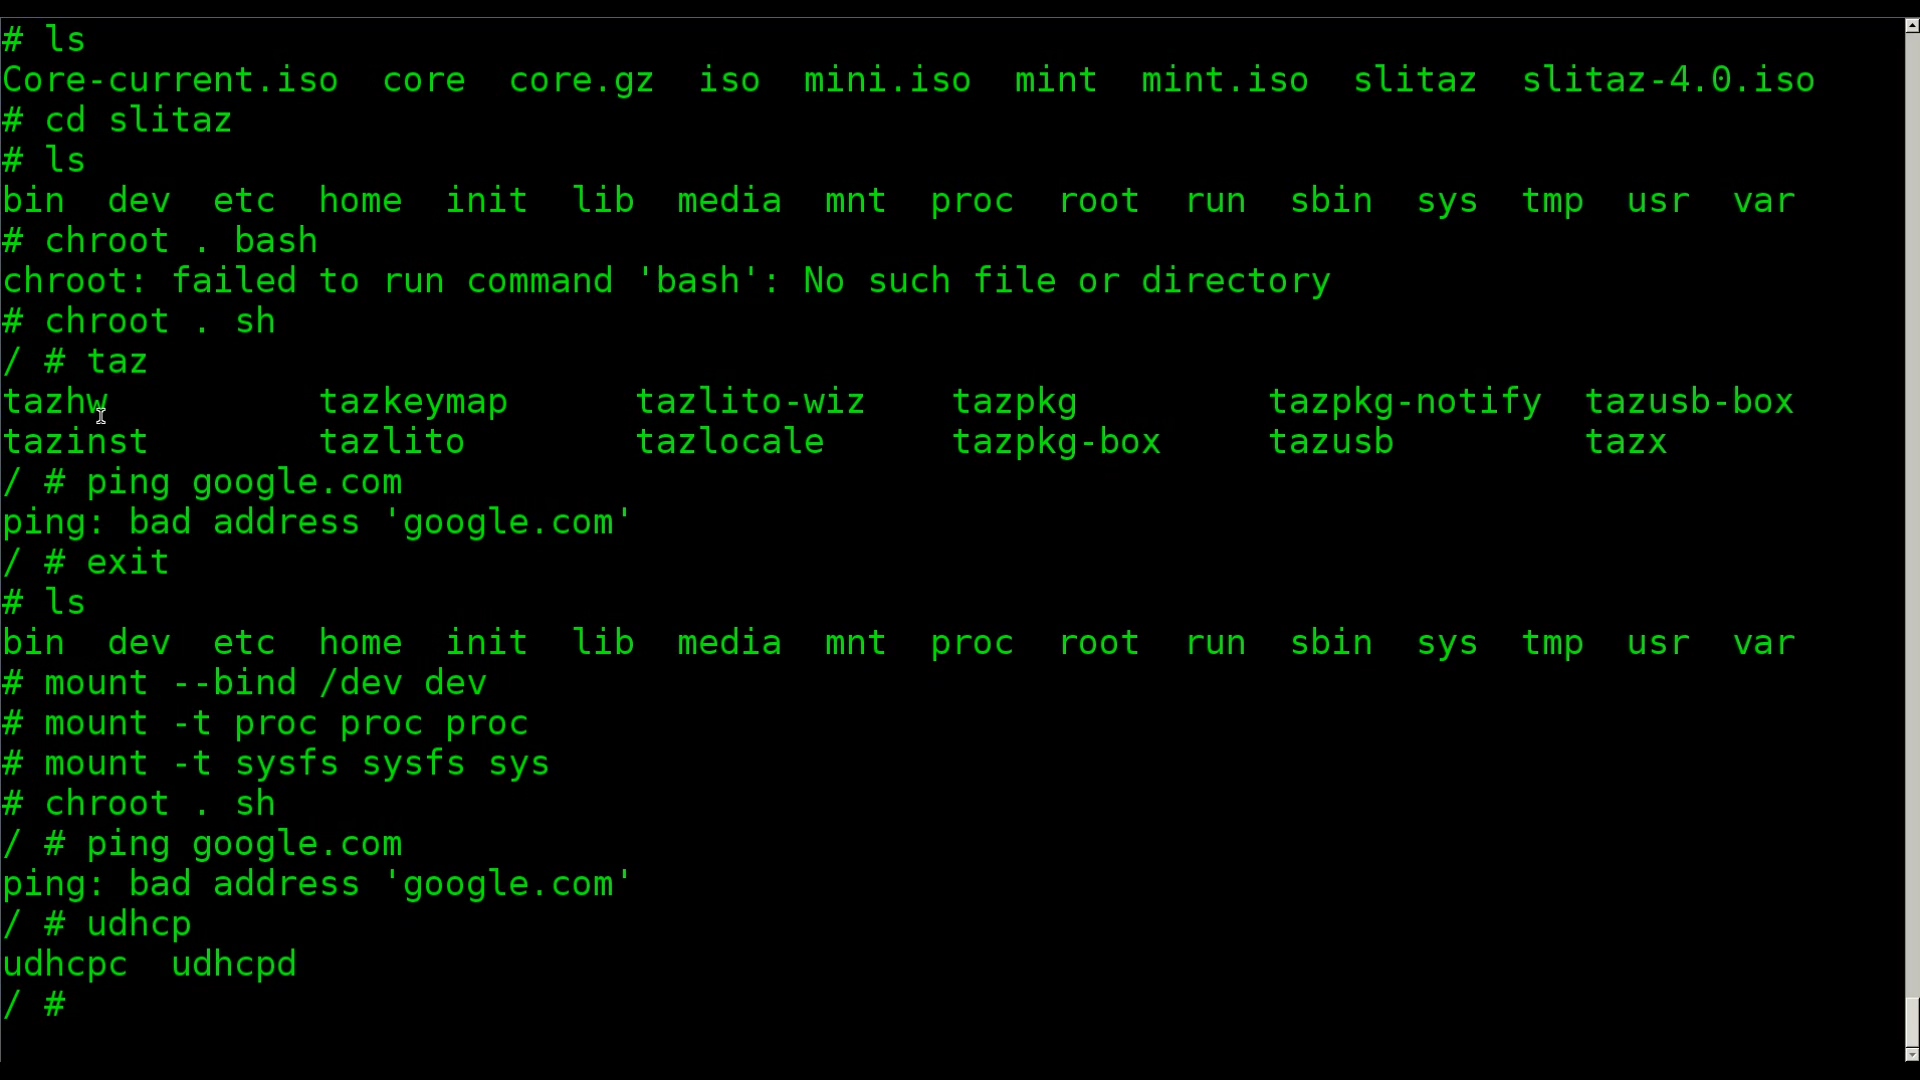 # ls
Core-current.iso  core  core.gz  iso  mini.iso  mint  mint.iso  slitaz  slitaz-4.0.iso
# cd slitaz
# ls
bin  dev  etc  home  init  lib  media  mnt  proc  root  run  sbin  sys  tmp  usr  var
# chroot . bash
chroot: failed to run command 'bash': No such file or directory
# chroot . sh
/ # taz
tazhw          tazkeymap      tazlito-wiz    tazpkg         tazpkg-notify  tazusb-box
tazinst        tazlito        tazlocale      tazpkg-box     tazusb         tazx
/ # ping google.com
ping: bad address 'google.com'
/ # exit
# ls
bin  dev  etc  home  init  lib  media  mnt  proc  root  run  sbin  sys  tmp  usr  var
# mount --bind /dev dev
# mount -t proc proc proc
# mount -t sysfs sysfs sys
# chroot . sh
/ # ping google.com
ping: bad address 'google.com'
/ # udhcp
udhcpc  udhcpd
/ #